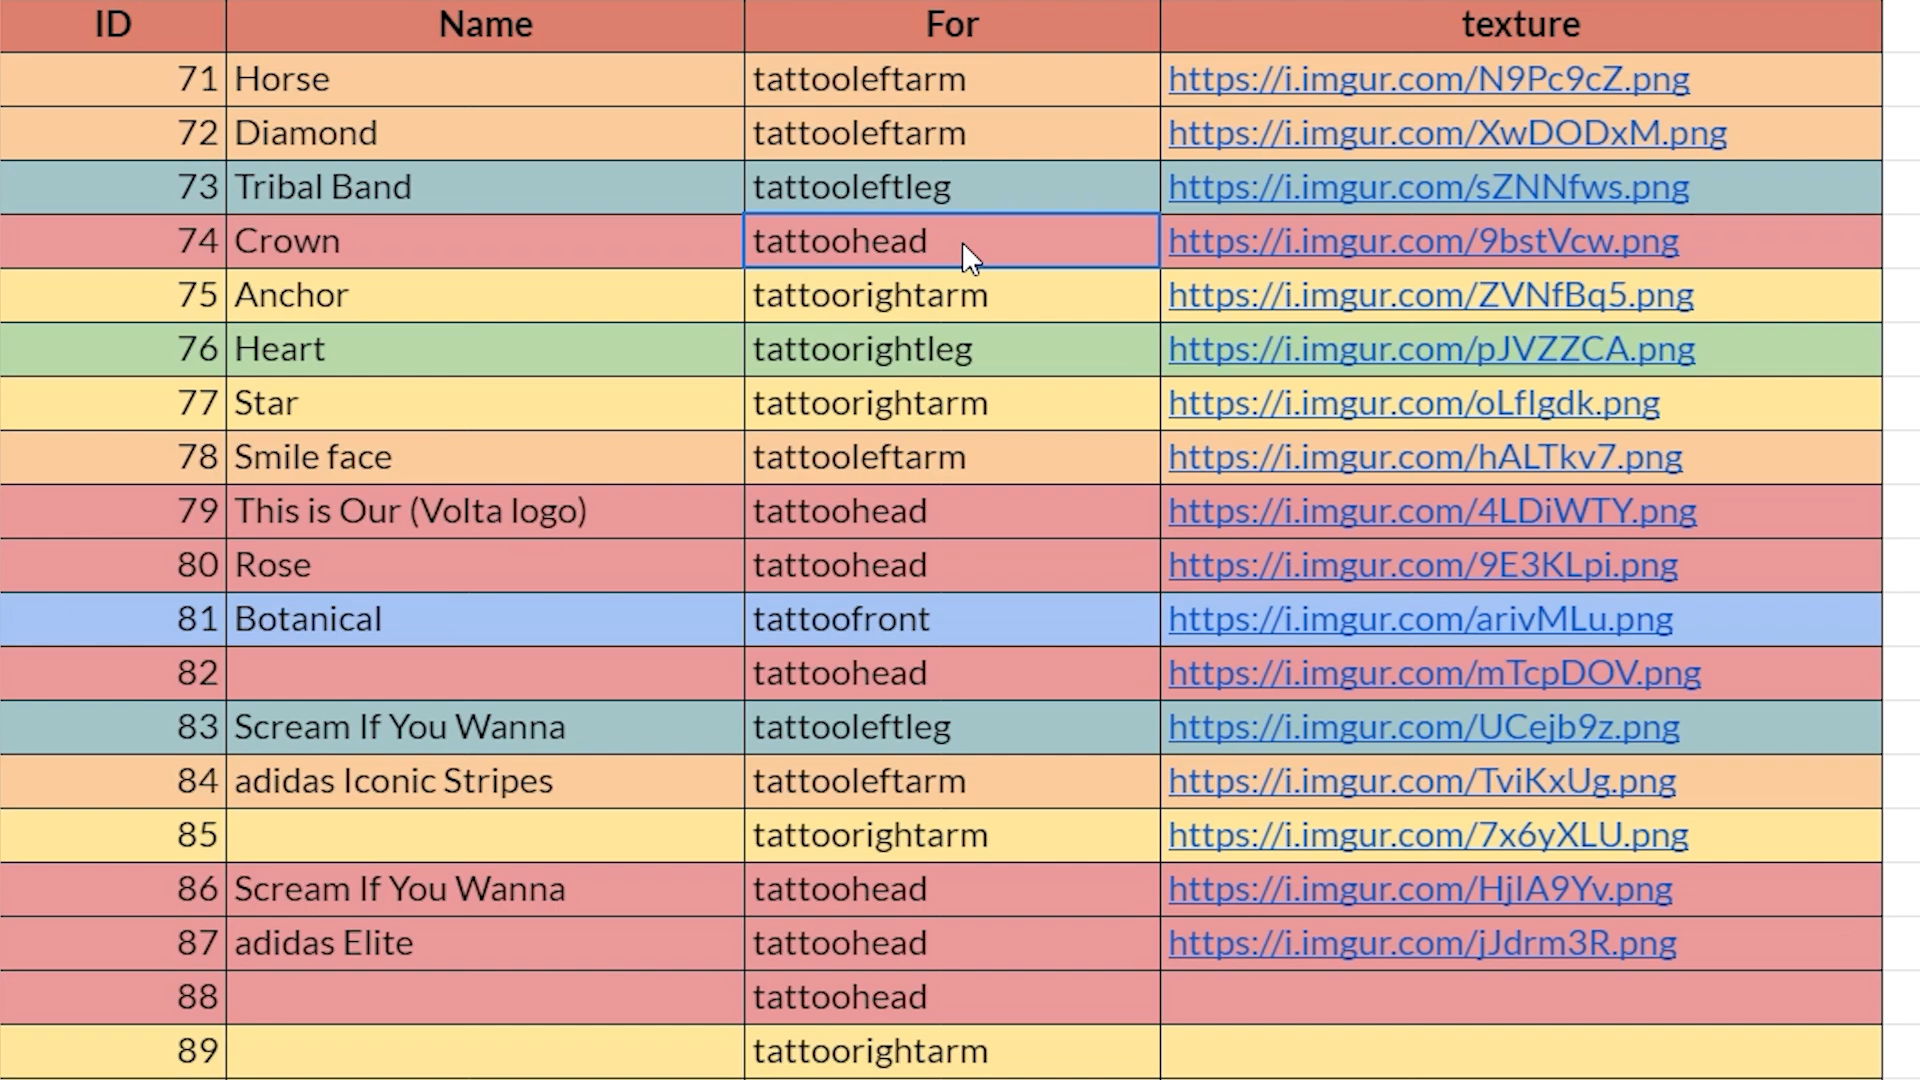 ID Name For texture
71 Horse tattooleftarm https://i.imgur.com/N9Pc9cZ.png
72 Diamond tattooleftarm https://i.imgur.com/XwDODxM.png
73 Tribal Band tattooleftleg https://i.imgur.com/sZNNfws.png
74 Crown tattoohead https://i.imgur.com/9bstVcw.png
75 Anchor tattoorightarm https://i.imgur.com/ZVNfBq5.png
76 Heart tattoorightleg https://i.imgur.com/pJVZZCA.png
77 Star tattoorightarm https://i.imgur.com/oLfIgdk.png
78 Smile face tattooleftarm https://i.imgur.com/hALTkv7.png
79 This is Our (Volta logo) tattoohead https://i.imgur.com/4LDiWTY.png
80 Rose tattoohead https://i.imgur.com/9E3KLpi.png
81 Botanical tattoofront https://i.imgur.com/arivMLu.png
82 tattoohead https://i.imgur.com/mTcpDOV.png
83 Scream If You Wanna tattooleftleg https://i.imgur.com/UCejb9z.png
84 adidas Iconic Stripes tattooleftarm https://i.imgur.com/TviKxUg.png
85 tattoorightarm https://i.imgur.com/7x6yXLU.png
86 Scream If You Wanna tattoohead https://i.imgur.com/HjIA9Yv.png
87 adidas Elite tattoohead https://i.imgur.com/jJdrm3R.png
88 tattoohead
89 tattoorightarm